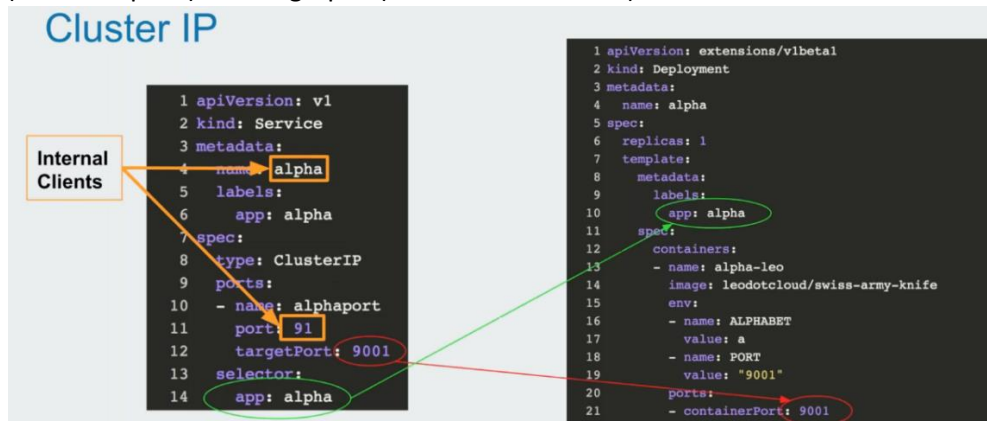 Cluster IP
Internal
Clients
1 apiVersion: v1
2 kind: Service
3 metadata:
4 name: alpha
5 labels:
6 app: alpha
7 spec:
8 type: ClusterIP
9 ports:
10 - name: alphaport
11 port: 91
12 targetPort: 9001
13 selector:
14 app: alpha
1 apiVersion: extensions/v1beta1
2 kind: Deployment
3 metadata:
4 name: alpha
5 spec:
6 replicas: 1
7 template:
8 metadata:
9 labels:
10 app: alpha
11 spec:
12 containers:
13 - name: alpha-leo
14 image: leodotcloud/swiss-army-knife
15 env:
16 - name: ALPHABET
17 value: a
18 - name: PORT
19 value: "9001"
20 ports:
21 - containerPort: 9001